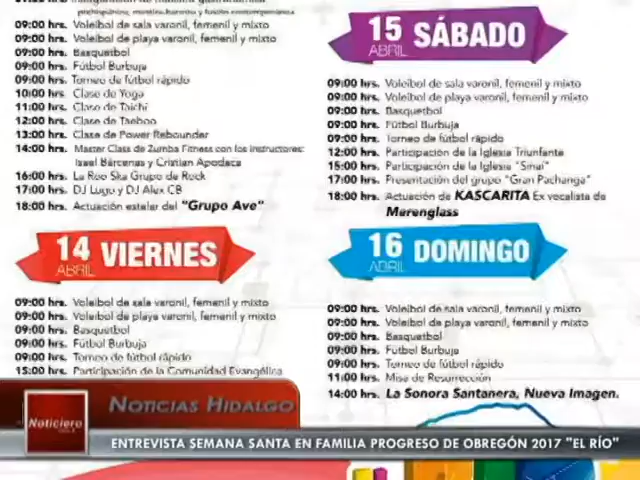 prehispánica, mestiza barroca y fusión contemporánea
09:00 hrs. Voleibol de sala varonil, femenil y mixto
09:00 hrs. Voleibol de playa varonil, femenil y mixto
09:00 hrs. Basquetbol
09:00 hrs. Fútbol Burbuja
09:00 hrs. Torneo de fútbol rápido
10:00 hrs. Clase de Yoga
11:00 hrs. Clase de Taichi
12:00 hrs. Clase de Taeboo
13:00 hrs. Clase de Power Rebounder
14:00 hrs. Master Class de Zumba Fitness con los instructores:
Isael Bárcenas y Cristian Apodaca
16:00 hrs. La Roo Ska Grupo de Rock
17:00 hrs. DJ Lugo y DJ Alex CB
18:00 hrs. Actuación estelar del "Grupo Ave"
14 ABRIL VIERNES
09:00 hrs. Voleibol de sala varonil, femenil y mixto
09:00 hrs. Voleibol de playa varonil, femenil y mixto
09:00 hrs. Basquetbol
09:00 hrs. Fútbol Burbuja
09:00 hrs. Torneo de fútbol rápido
15:00 hrs. Participación de la Comunidad Evangélica
15 ABRIL SÁBADO
09:00 hrs. Voleibol de sala varonil, femenil y mixto
09:00 hrs. Voleibol de playa varonil, femenil y mixto
09:00 hrs. Basquetbol
09:00 hrs. Fútbol Burbuja
09:00 hrs. Torneo de fútbol rápido
12:00 hrs. Participación de la Iglesia Triunfante
15:00 hrs. Participación de la Iglesia "Sinaí"
17:00 hrs. Presentación del grupo "Gran Pachanga"
18:00 hrs. Actuación de KASCARITA Ex vocalista de
Merenglass
16 ABRIL DOMINGO
09:00 hrs. Voleibol de sala varonil, femenil y mixto
09:00 hrs. Voleibol de playa varonil, femenil y mixto
09:00 hrs. Basquetbol
09:00 hrs. Fútbol Burbuja
09:00 hrs. Torneo de fútbol rápido
11:00 hrs. Misa de Resurrección
14:00 hrs. La Sonora Santanera, Nueva Imagen.
Noticiero
NOTICIAS HIDALGO
ENTREVISTA SEMANA SANTA EN FAMILIA PROGRESO DE OBREGÓN 2017 "EL RÍO"